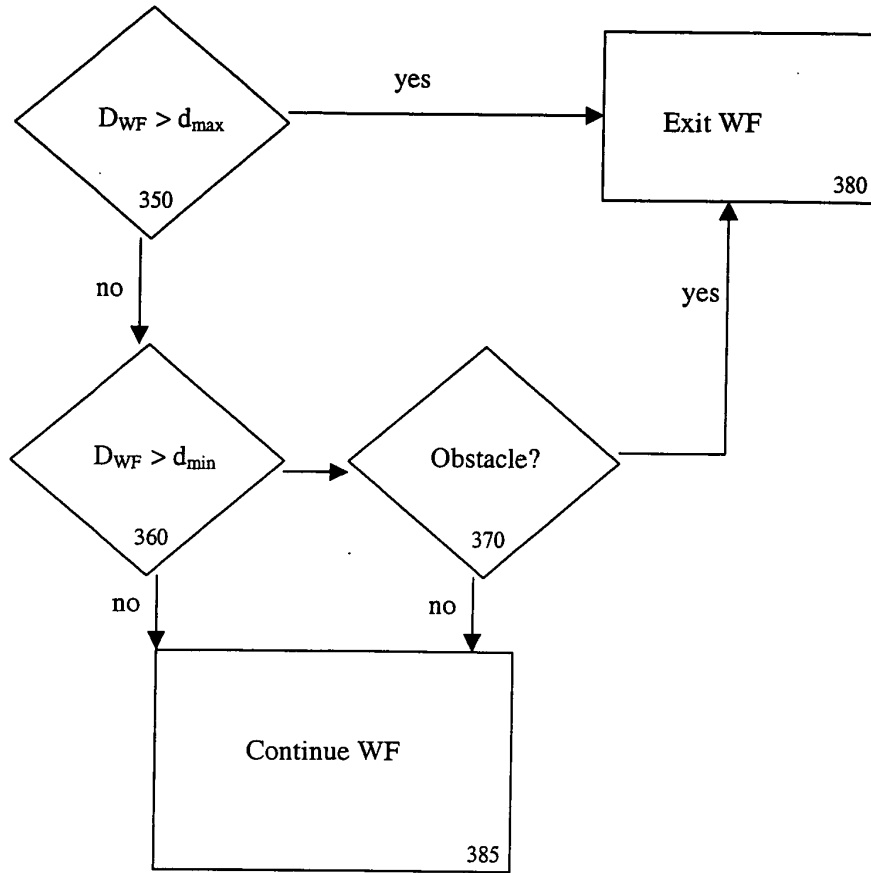 D_WF > d_max
350
yes
Exit WF
380
no
yes
D_WF > d_min
360
Obstacle?
370
no
no
Continue WF
385